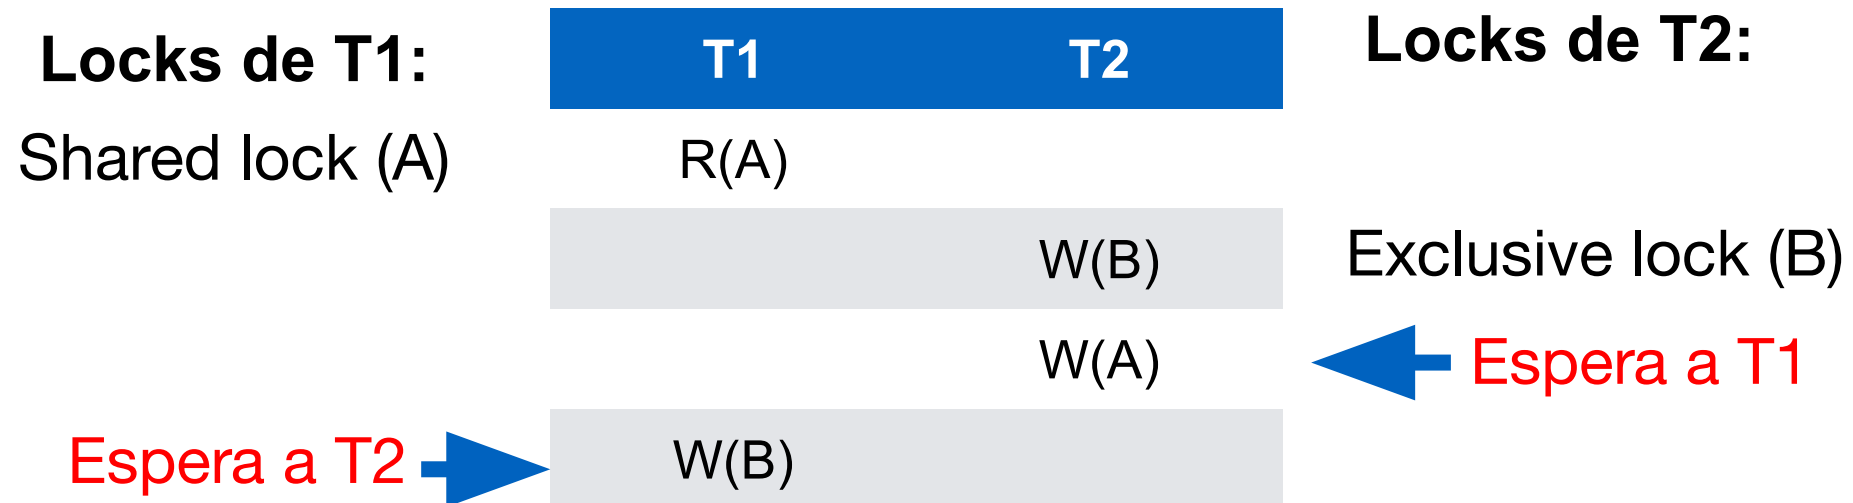 Locks de T1:
T1 T2
Locks de T2:
Shared lock (A)
R(A)
W(B)
Exclusive lock (B)
W(A)
Espera a T1
Espera a T2
W(B)